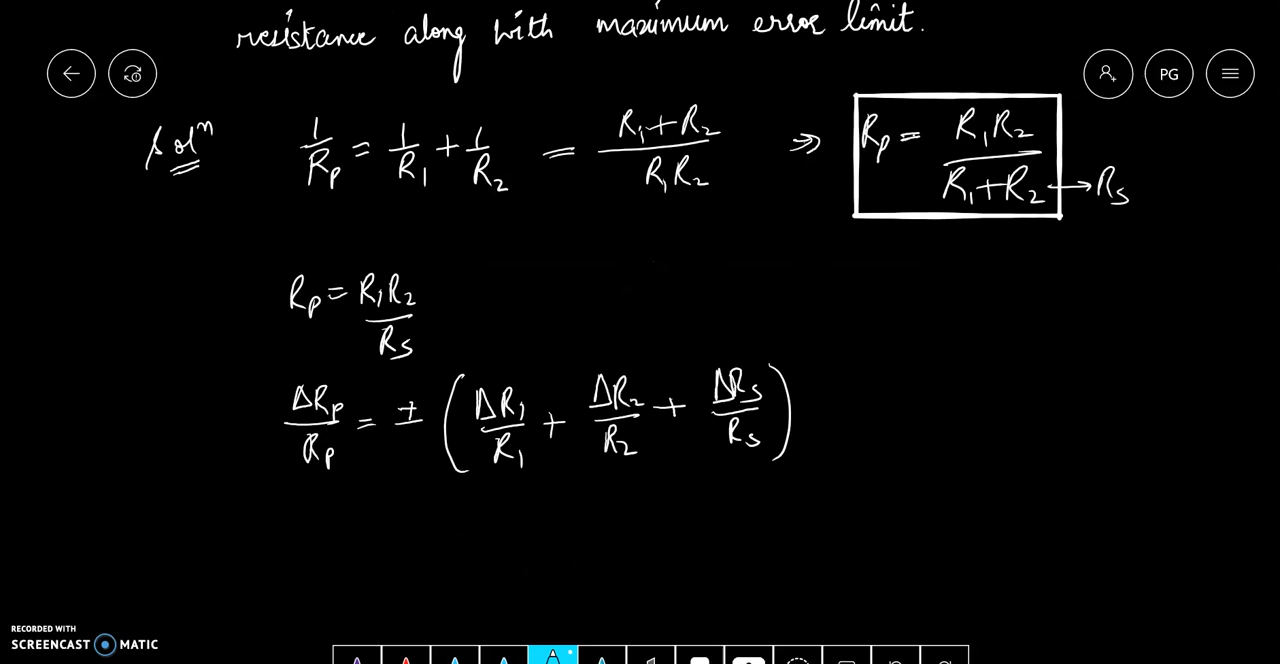 resistance along with maximum error limit.
PG
Solⁿ 1/R_p = 1/R_1 + 1/R_2 = (R_1 + R_2)/(R_1 R_2) ⇒ R_p = (R_1 R_2)/(R_1 + R_2) → R_s
R_p = (R_1 R_2)/R_s
ΔR_p/R_p = ± (ΔR_1/R_1 + ΔR_2/R_2 + ΔR_s/R_s)
RECORDED WITH
SCREENCAST MATIC